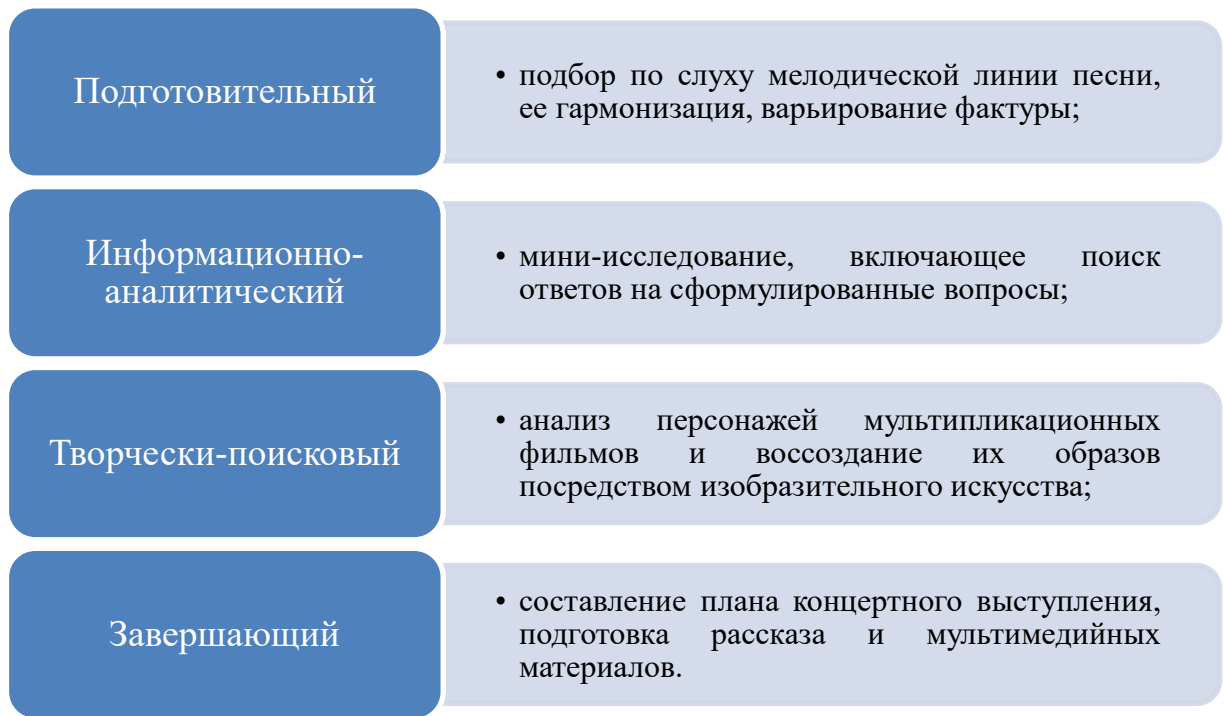 Подготовительный
• подбор по слуху мелодической линии песни,
ее гармонизация, варьирование фактуры;
Информационно-
аналитический
• мини-исследование, включающее поиск
ответов на сформулированные вопросы;
Творчески-поисковый
• анализ персонажей мультипликационных
фильмов и воссоздание их образов
посредством изобразительного искусства;
Завершающий
• составление плана концертного выступления,
подготовка рассказа и мультимедийных
материалов.